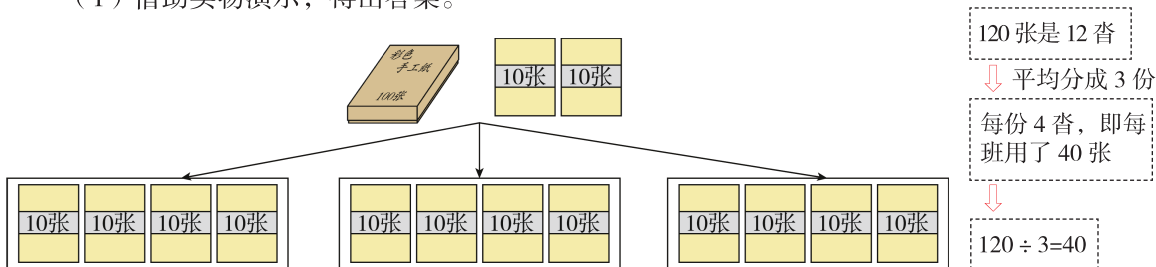 （1）借助实物演示，得出答案。
彩色
手工纸
100张
10张 10张
10张 10张 10张 10张
10张 10张 10张 10张
10张 10张 10张 10张
120 张是 12 沓
平均分成 3 份
每份 4 沓，即每
班用了 40 张
120 ÷ 3=40